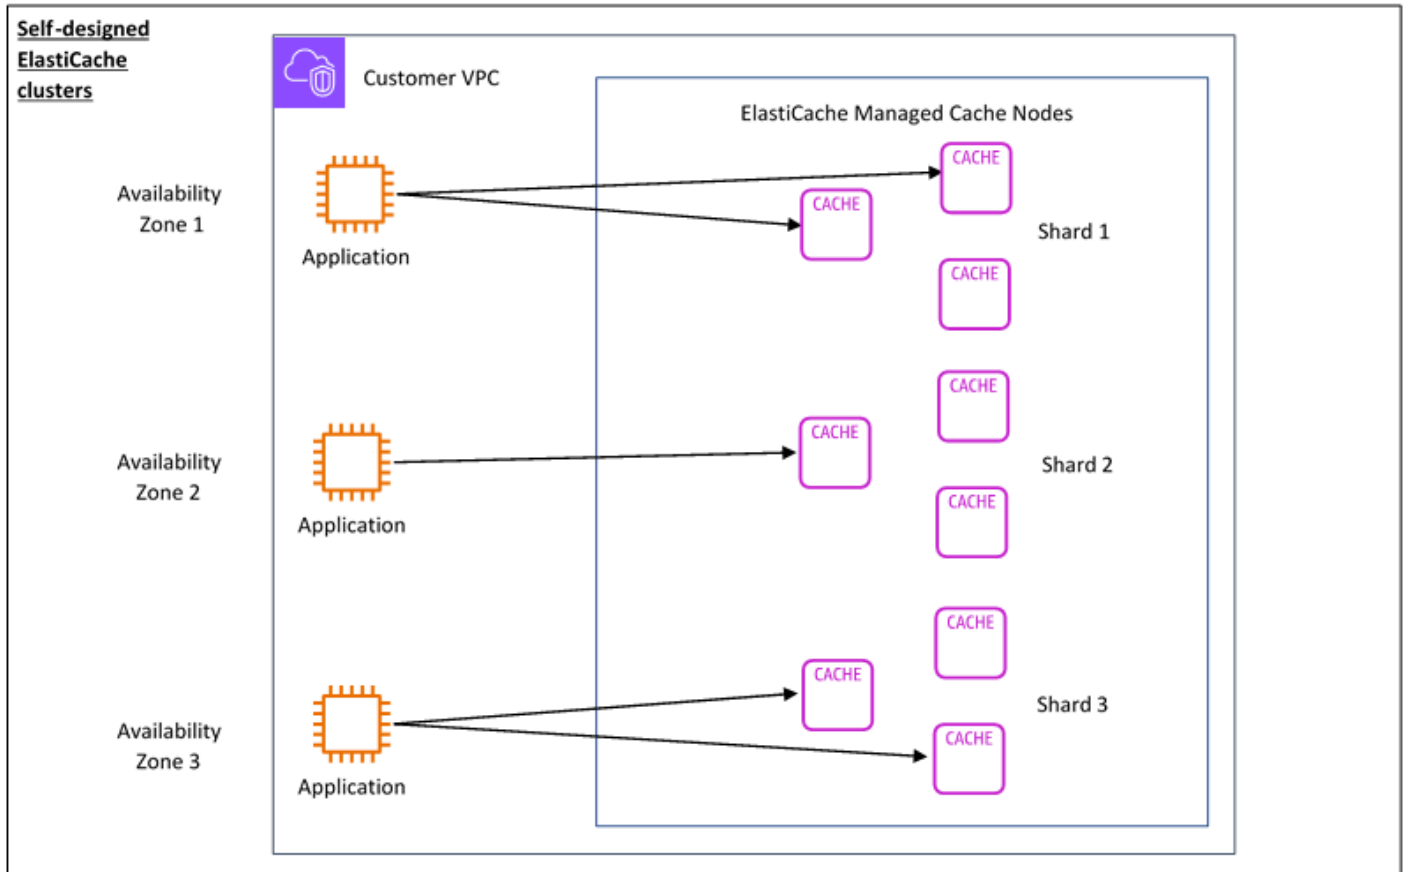 Self-designed
ElastiCache
clusters
Customer VPC
ElastiCache Managed Cache Nodes
Availability
Zone 1
Application
CACHE
CACHE
CACHE
Shard 1
Availability
Zone 2
Application
CACHE
CACHE
CACHE
Shard 2
Availability
Zone 3
Application
CACHE
CACHE
CACHE
Shard 3